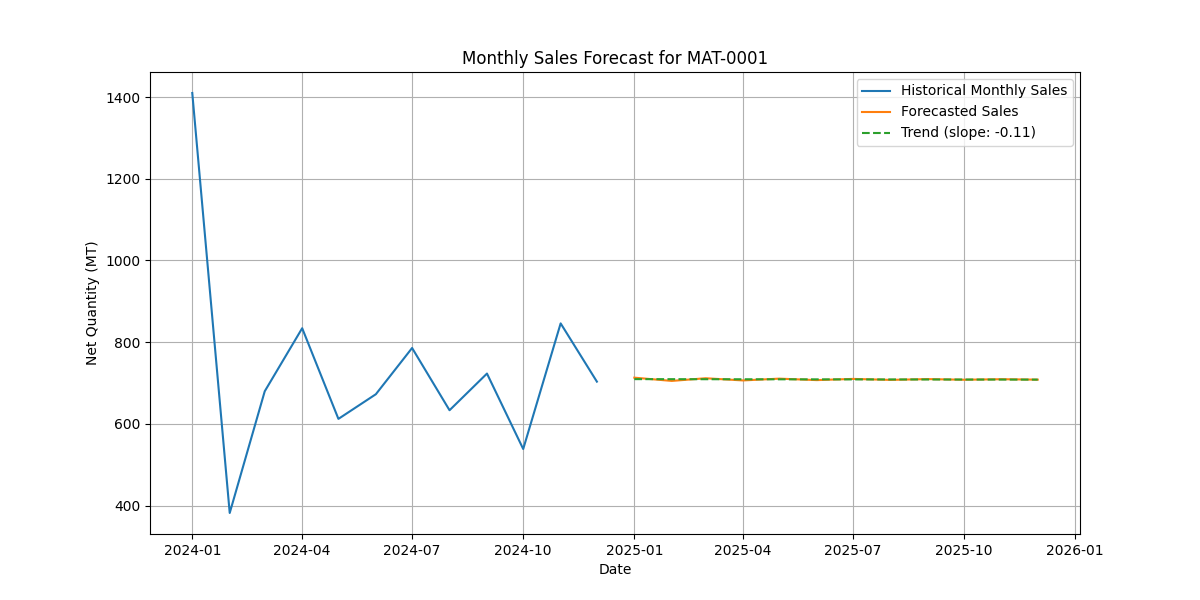 Monthly Sales Forecast for MAT-0001
Historical Monthly Sales
Forecasted Sales
Trend (slope: -0.11)
Net Quantity (MT)
1400
1200
1000
800
600
400
2024-01 2024-04 2024-07 2024-10 2025-01 2025-04 2025-07 2025-10 2026-01
Date